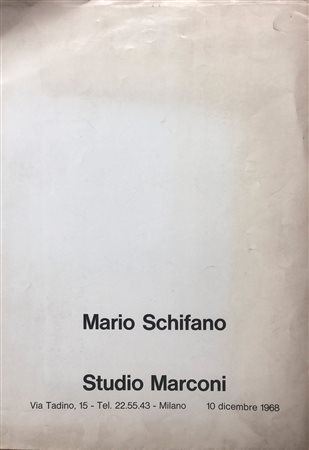 Mario Schifano
Studio Marconi
Via Tadino, 15 - Tel. 22.55.43 - Milano 10 dicembre 1968